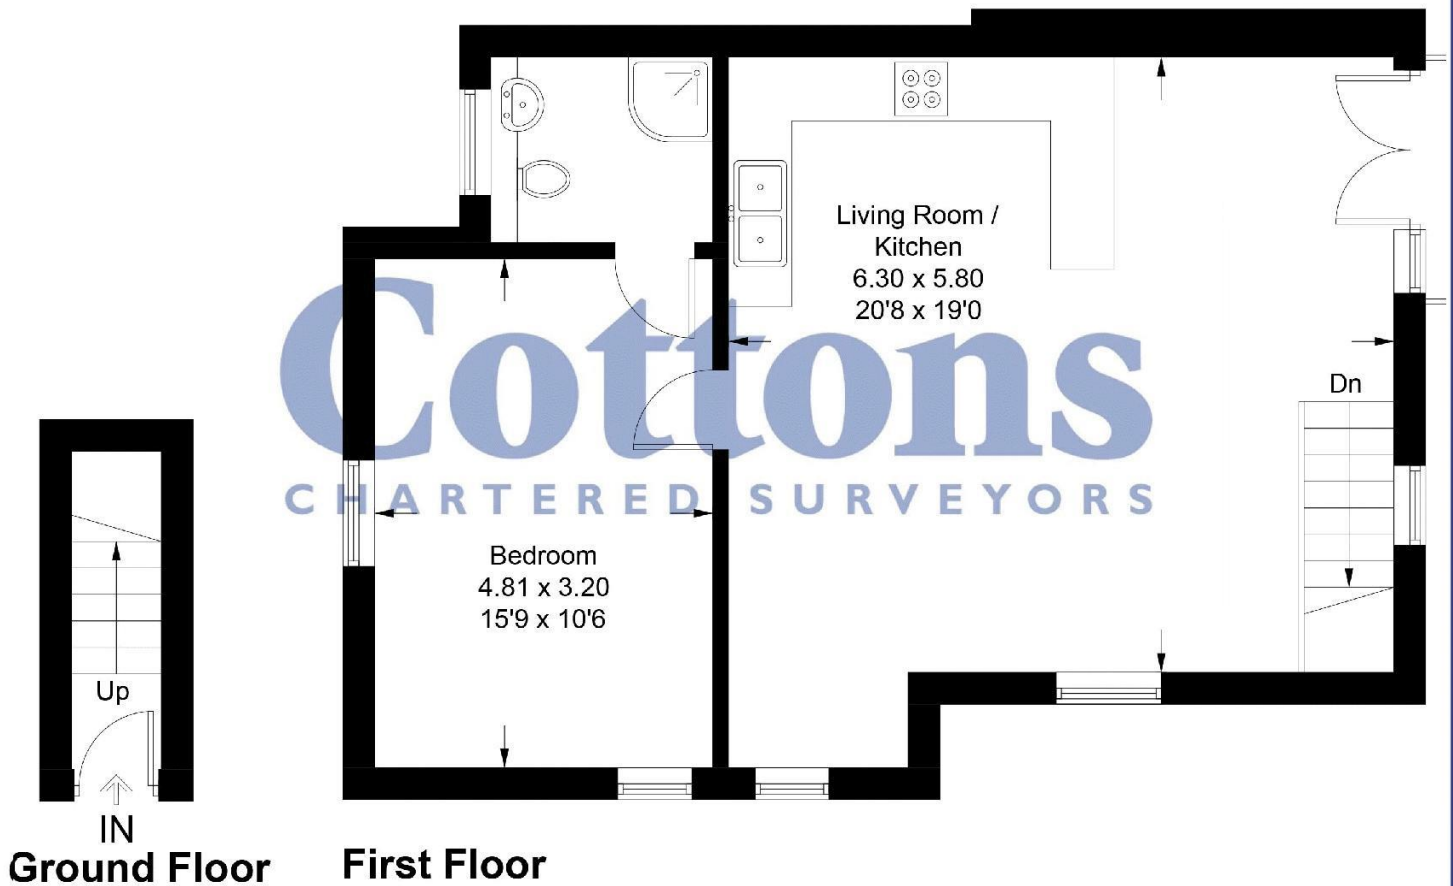 Living Room /
Kitchen
6.30 x 5.80
20'8 x 19'0
Cottons
CHARTERED SURVEYORS
Dn
Bedroom
4.81 x 3.20
15'9 x 10'6
Up
IN
Ground Floor
First Floor